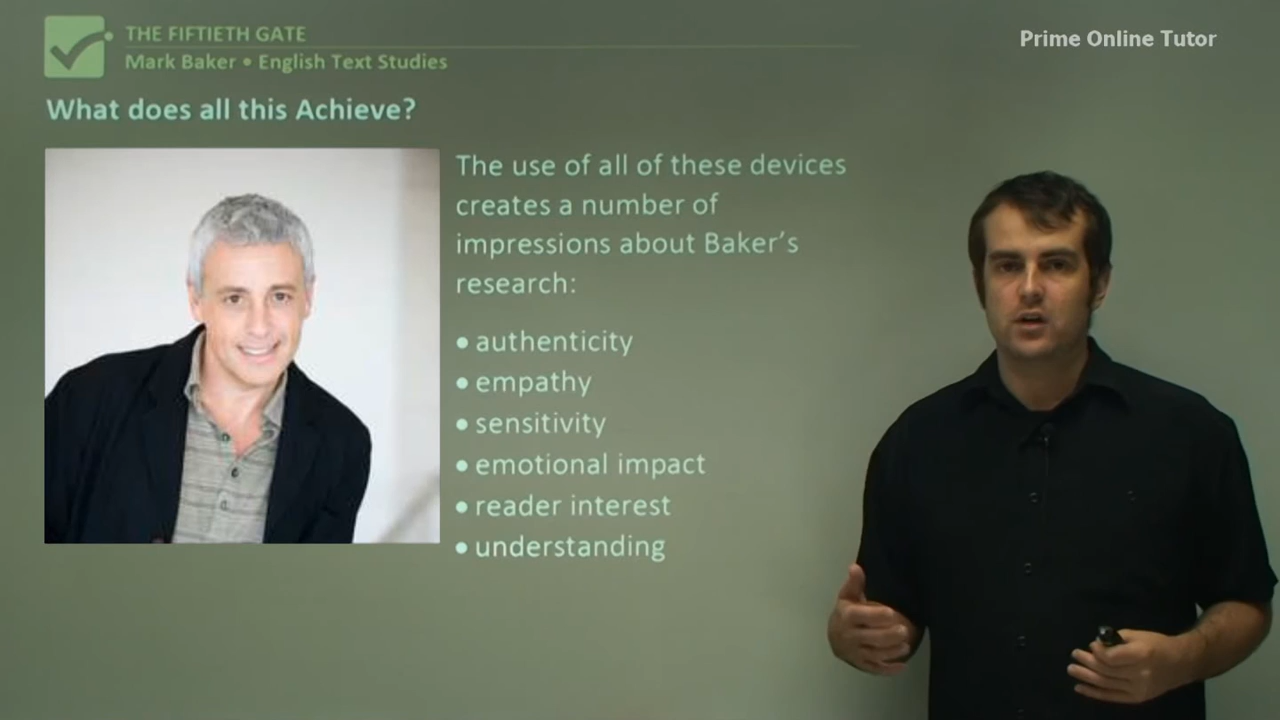 THE FIFTIETH GATE
Mark Baker • English Text Studies
Prime Online Tutor
What does all this Achieve?
The use of all of these devices
creates a number of
impressions about Baker’s
research:
• authenticity
• empathy
• sensitivity
• emotional impact
• reader interest
• understanding